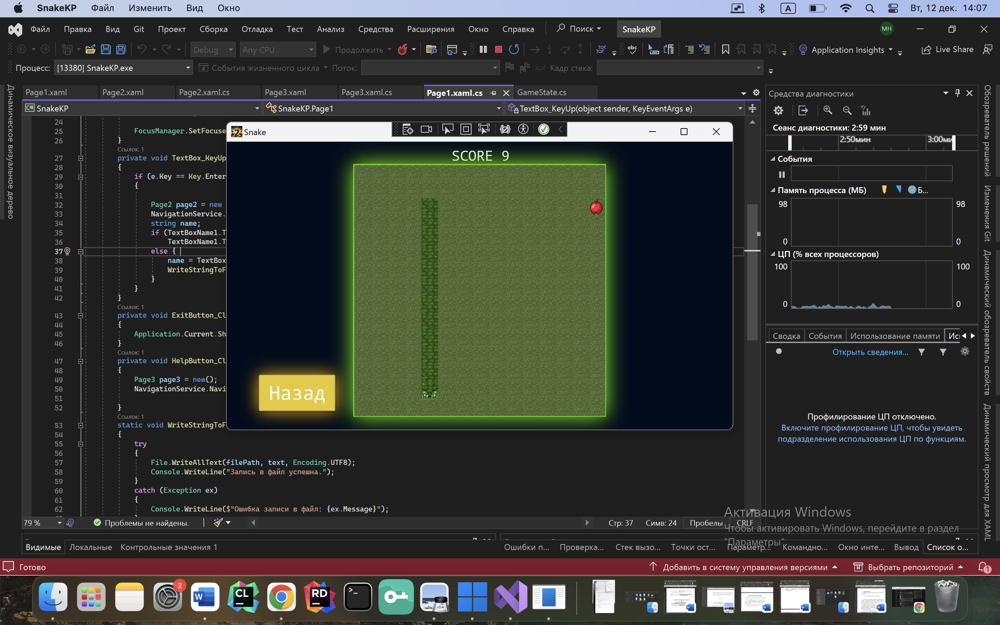 SnakeKP Файл Изменить Вид Окно A Вт, 12 дек. 14:07
Файл Правка Вид Git Проект Сборка Отладка Тест Анализ Средства Расширения Окно Справка Поиск SnakeKP МН
Debug Any CPU Продолжить abc Application Insights Live Share
Процесс: [13380] SnakeKP.exe События жизненного цикла Поток: Кадр стека:
Динамическое визуальное дерево
Page1.xaml Page2.xaml Page2.xaml.cs Page3.xaml Page3.xaml.cs Page1.xaml.cs GameState.cs
C# SnakeKP SnakeKP.Page1 TextBox_KeyUp(object sender, KeyEventArgs e)
24
25 FocusManager.SetFocuse
26 }
Ссылок: 1
27 private void TextBox_KeyUp
28 {
29 if (e.Key == Key.Enter
30 {
31
32 Page2 page2 = new
33 NavigationService.
34 string name;
35 if (TextBoxName1.T
36 TextBoxName1.T
37 else {
38 name = TextBox
39 WriteStringToF
40 }
41 }
42 }
Ссылок: 1
43 private void ExitButton_Cl
44 {
45 Application.Current.Sh
46 }
Ссылок: 1
47 private void HelpButton_Cl
48 {
49 Page3 page3 = new();
50 NavigationService.Navi
51
52 }
Ссылок: 1
53 static void WriteStringToF
54 {
55 try
56 {
57 File.WriteAllText(filePath, text, Encoding.UTF8);
58 Console.WriteLine("Запись в файл успешна.");
59 }
60 catch (Exception ex)
61 {
62 Console.WriteLine($"Ошибка записи в файл: {ex.Message}");
Snake
SCORE 9
Назад
Средства диагностики
Сеанс диагностики: 2:59 мин
2:50мин 3:00ми
События
Память процесса (МБ) Б...
98 98
0 0
ЦП (% всех процессоров)
100 100
0 0
Сводка События Использование памяти Исп
Открыть сведения...
Профилирование ЦП отключено.
Включите профилирование ЦП, чтобы увидеть
подразделение использования ЦП по функциям.
Обозреватель решений
Изменения Git
Динамический обозреватель свойств
Динамический просмотр для XAML
79 % Проблемы не найдены. Стр: 37 Симв: 24 Пробелы CRLF
Активация Windows
Чтобы активировать Windows, перейдите в раздел
"Параметры"
Видимые Локальные Контрольные значения 1 Ошибки п... Проверка... Стек вызо... Точки ост... Параметр... Командно... Окно инте... Вывод Список о...
Готово Добавить в систему управления версиями Выбрать репозиторий 1
2 W CL RD >_